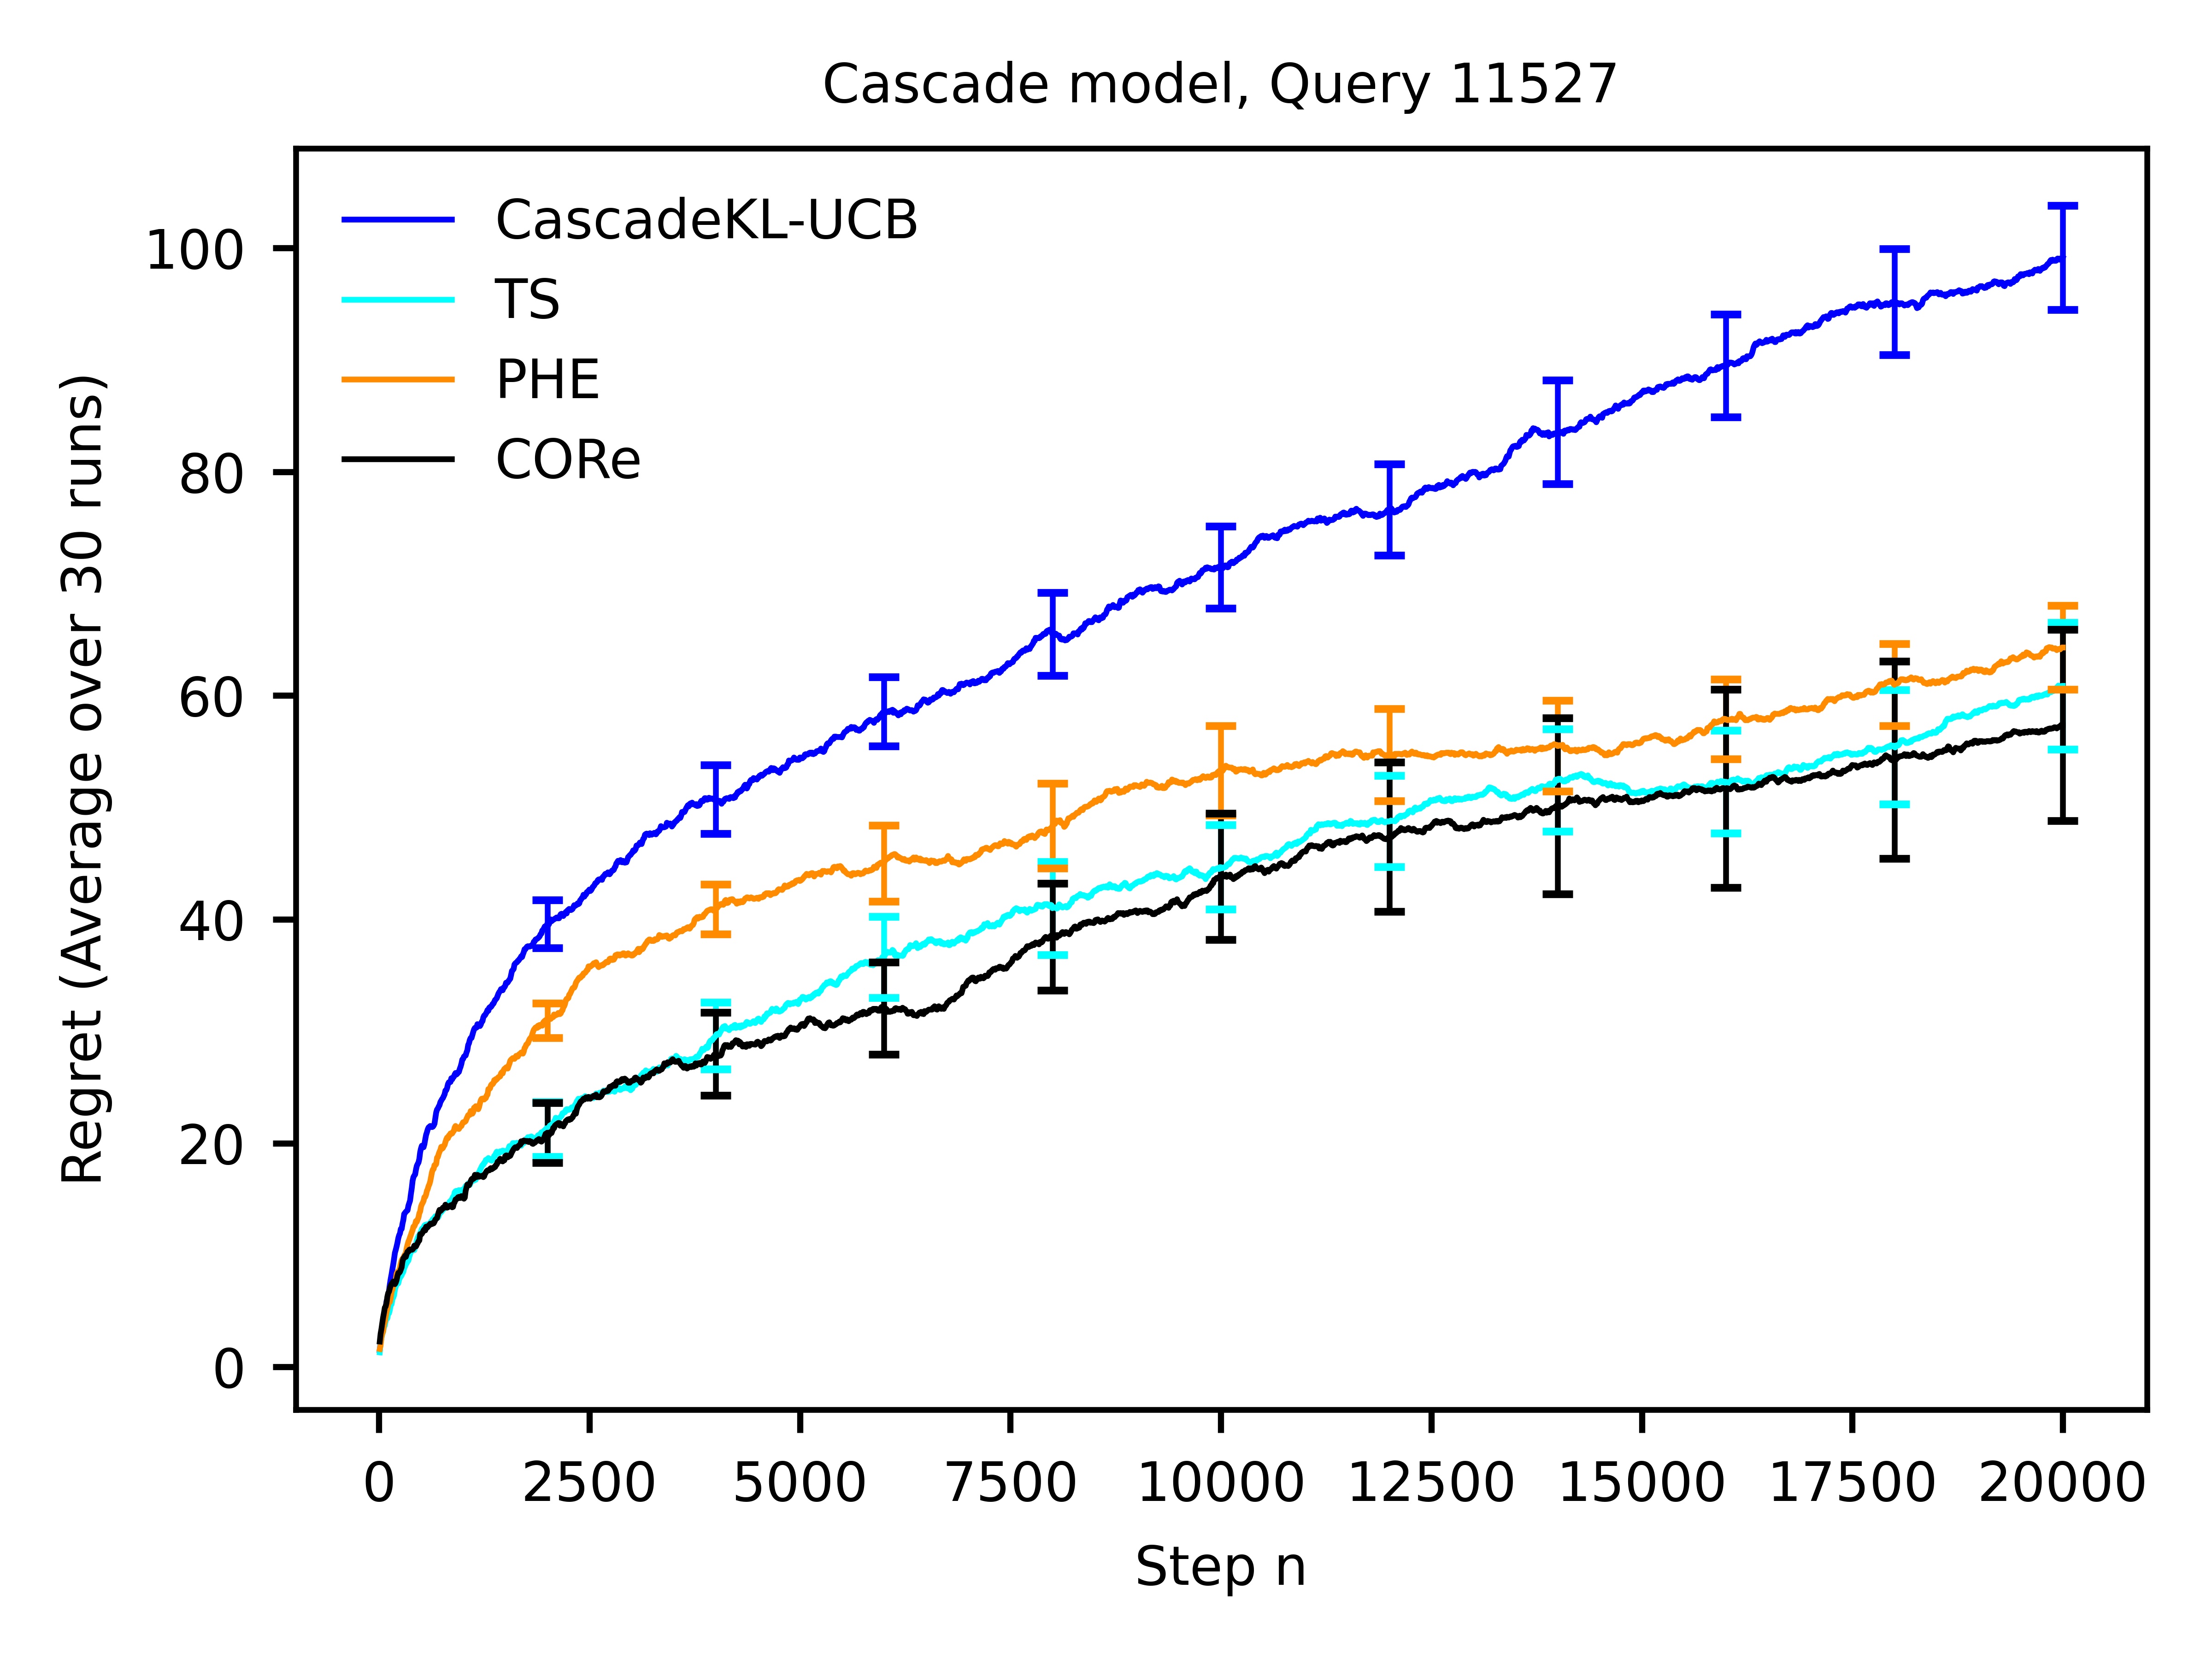 Cascade model, Query 11527
CascadeKL-UCB
TS
PHE
CORe
Regret (Average over 30 runs)
100
80
60
40
20
0
0 2500 5000 7500 10000 12500 15000 17500 20000
Step n